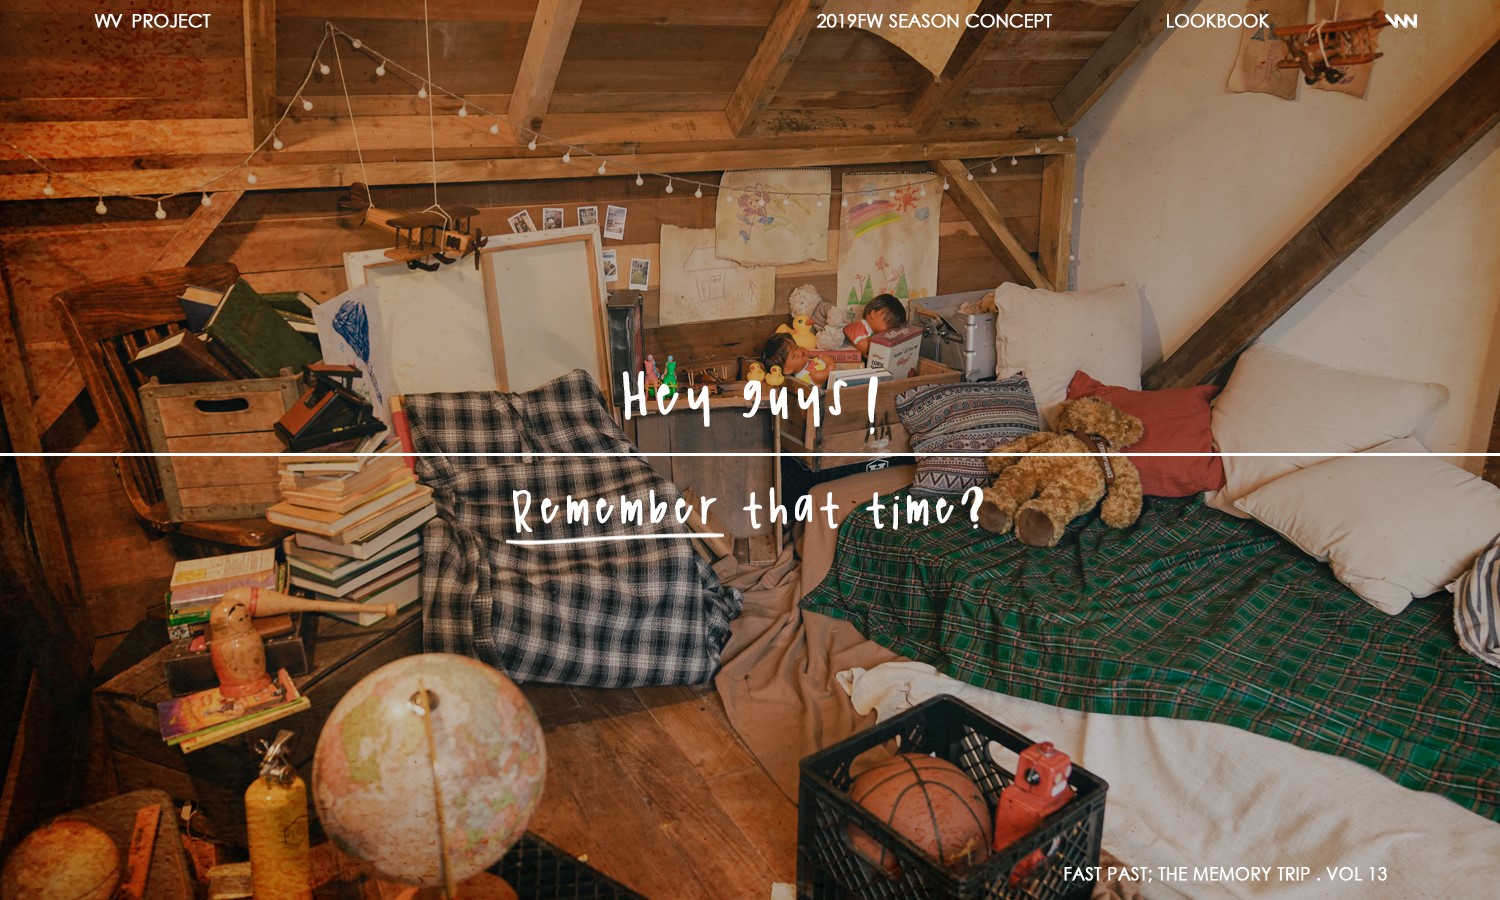 WV PROJECT
2019FW SEASON CONCEPT
LOOKBOOK
Hey guys!
Remember that time?
FAST PAST; THE MEMORY TRIP . VOL 13